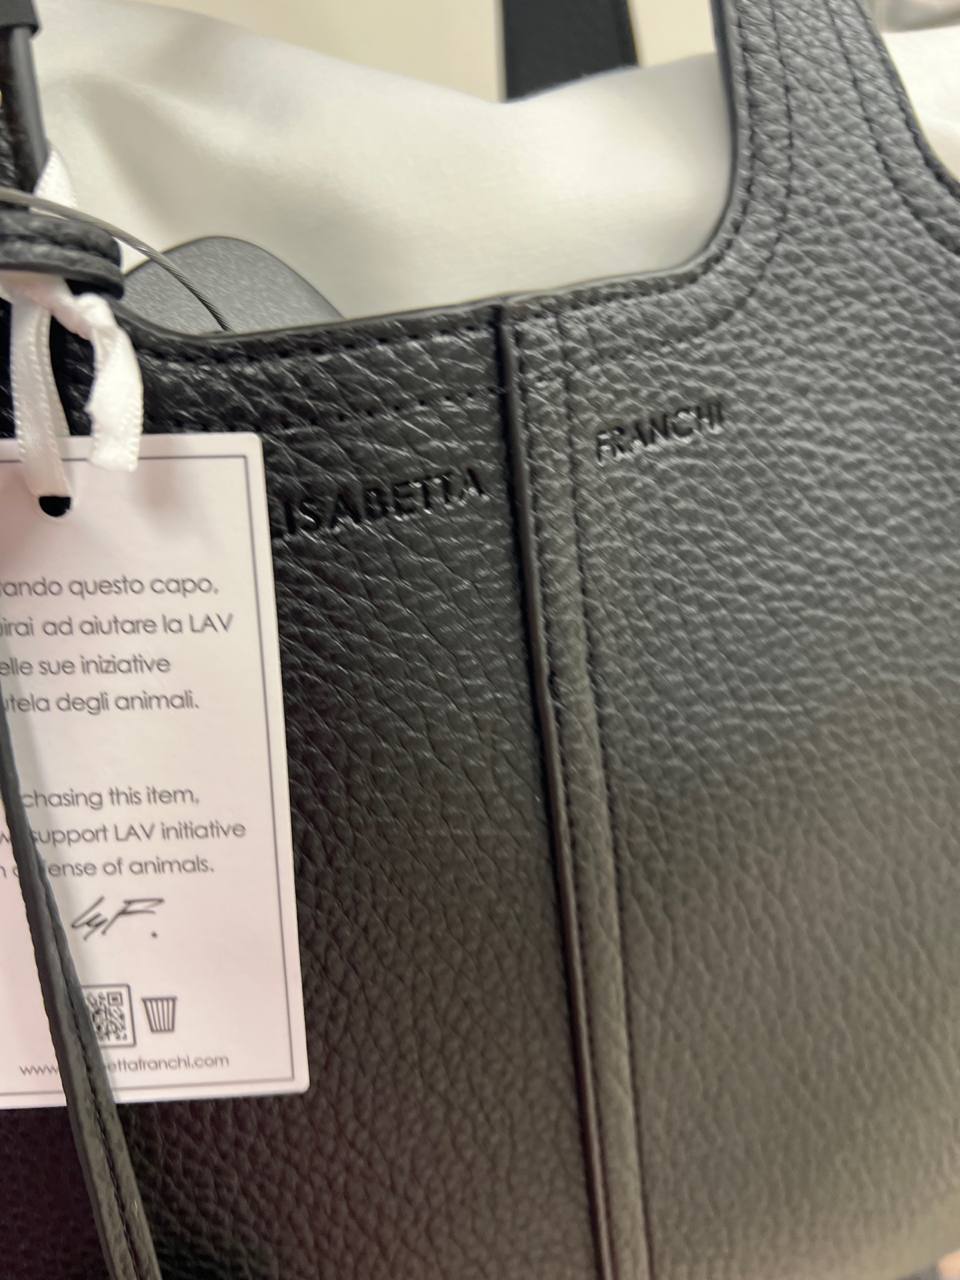 FRANCHI
LISABETTA
ando questo capo,
irai ad aiutare la LAV
elle sue iniziative
utela degli animali.
chasing this item,
support LAV initiative
ense of animals.
www. ettafranchi.com